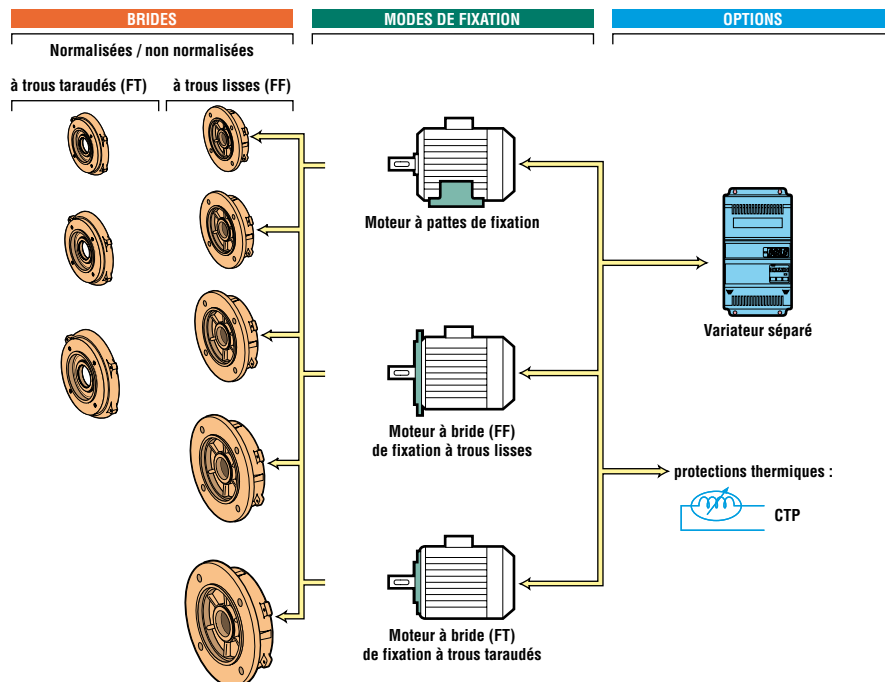 BRIDES
MODES DE FIXATION
OPTIONS
Normalisées / non normalisées
à trous taraudés (FT)
à trous lisses (FF)
Moteur à pattes de fixation
Variateur séparé
Moteur à bride (FF)
de fixation à trous lisses
protections thermiques :
CTP
Moteur à bride (FT)
de fixation à trous taraudés